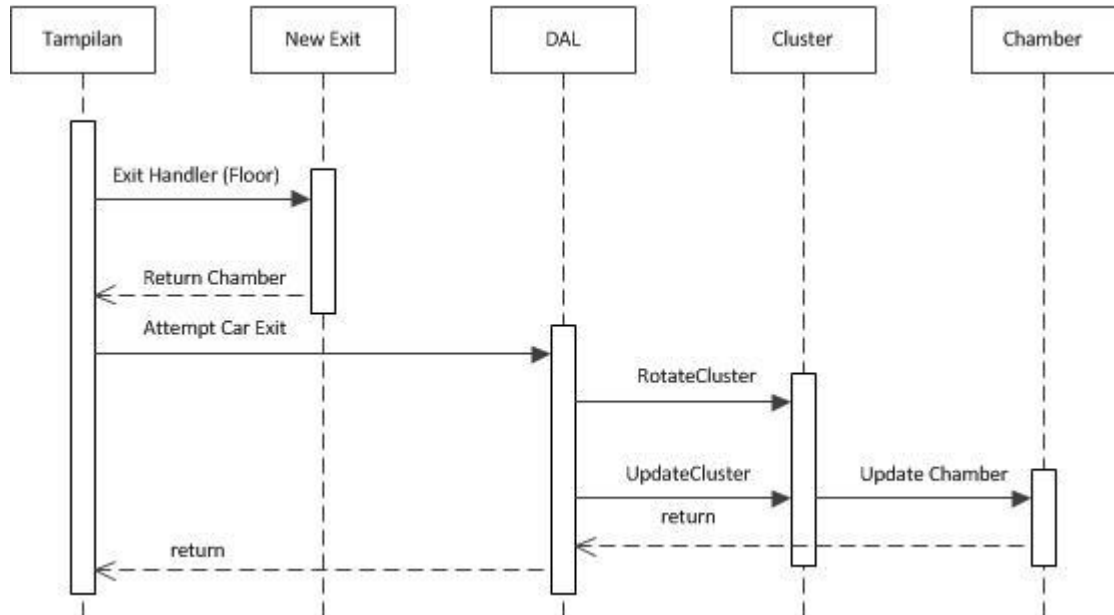 Tampilan
New Exit
DAL
Cluster
Chamber
Exit Handler (Floor)
Return Chamber
Attempt Car Exit
RotateCluster
UpdateCluster
Update Chamber
return
return